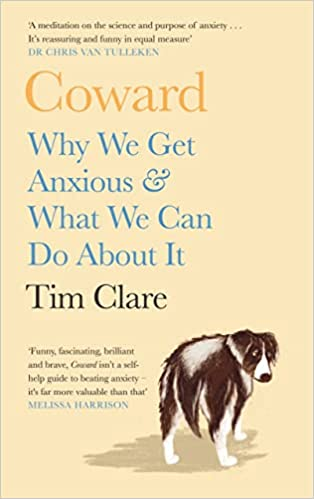 'A meditation on the science and purpose of anxiety . . .
It's reassuring and funny in equal measure'
DR CHRIS VAN TULLEKEN
Coward
Why We Get
Anxious &
What We Can
Do About It
Tim Clare
'Funny, fascinating, brilliant
and brave, Coward isn't a self-
help guide to beating anxiety –
it's far more valuable than that'
MELISSA HARRISON